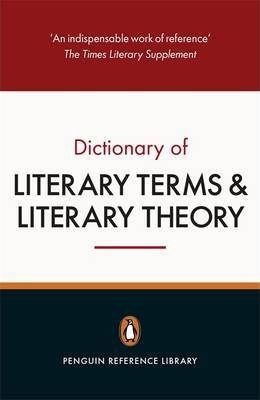 ‘An indispensable work of reference’
The Times Literary Supplement
Dictionary of
LITERARY TERMS &
LITERARY THEORY
PENGUIN REFERENCE LIBRARY